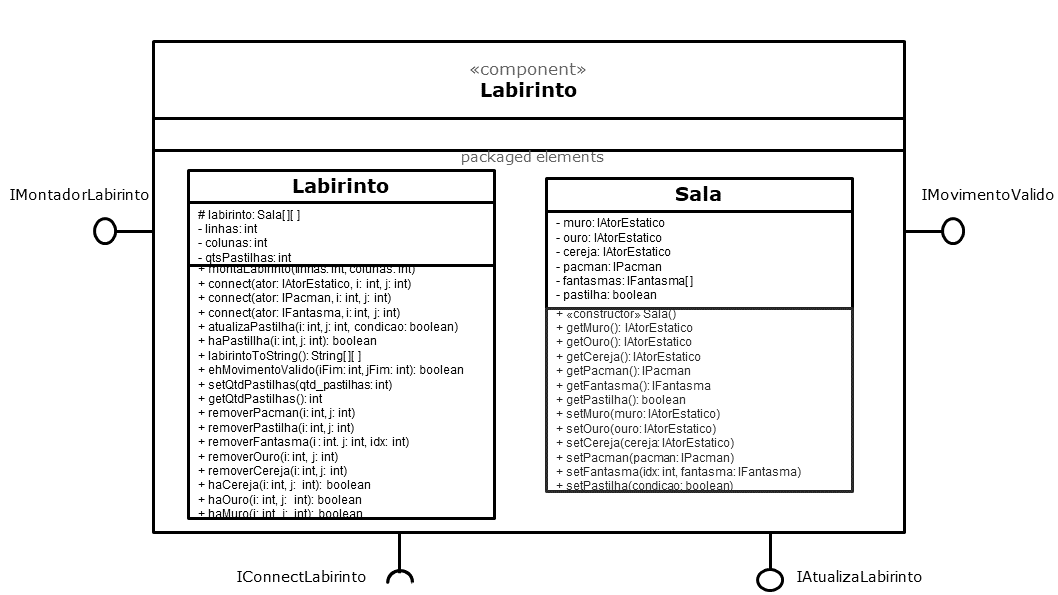 «component»
Labirinto
packaged elements
IMontadorLabirinto
IMovimentoValido
Labirinto
# labirinto: Sala[ ][ ]
- linhas: int
- colunas: int
- qtsPastilhas: int
+ montaLabirinto(linhas: int, colunas: int)
+ connect(ator: IAtorEstatico, i: int, j: int)
+ connect(ator: IPacman, i: int, j: int)
+ connect(ator: IFantasma, i: int, j: int)
+ atualizaPastilha(i: int, j: int, condicao: boolean)
+ haPastillha(i: int, j: int): boolean
+ labirintoToString(): String[ ][ ]
+ ehMovimentoValido(iFim: int, jFim: int): boolean
+ setQtdPastilhas(qtd_pastilhas: int)
+ getQtdPastilhas(): int
+ removerPacman(i: int, j: int)
+ removerPastilha(i: int, j: int)
+ removerFantasma(i : int. j: int, idx: int)
+ removerOuro(i: int, j: int)
+ removerCereja(i: int, j: int)
+ haCereja(i: int, j: int): boolean
+ haOuro(i: int, j: int): boolean
+ haMuro(i: int, j: int): boolean
Sala
- muro: IAtorEstatico
- ouro: IAtorEstatico
- cereja: IAtorEstatico
- pacman: IPacman
- fantasmas: IFantasma[ ]
- pastilha: boolean
+ «constructor» Sala()
+ getMuro(): IAtorEstatico
+ getOuro(): IAtorEstatico
+ getCereja(): IAtorEstatico
+ getPacman(): IPacman
+ getFantasma(): IFantasma
+ getPastilha(): boolean
+ setMuro(muro: IAtorEstatico)
+ setOuro(ouro: IAtorEstatico)
+ setCereja(cereja: IAtorEstatico)
+ setPacman(pacman: IPacman)
+ setFantasma(idx: int, fantasma: IFantasma)
+ setPastilha(condicao: boolean)
IConnectLabirinto
IAtualizaLabirinto